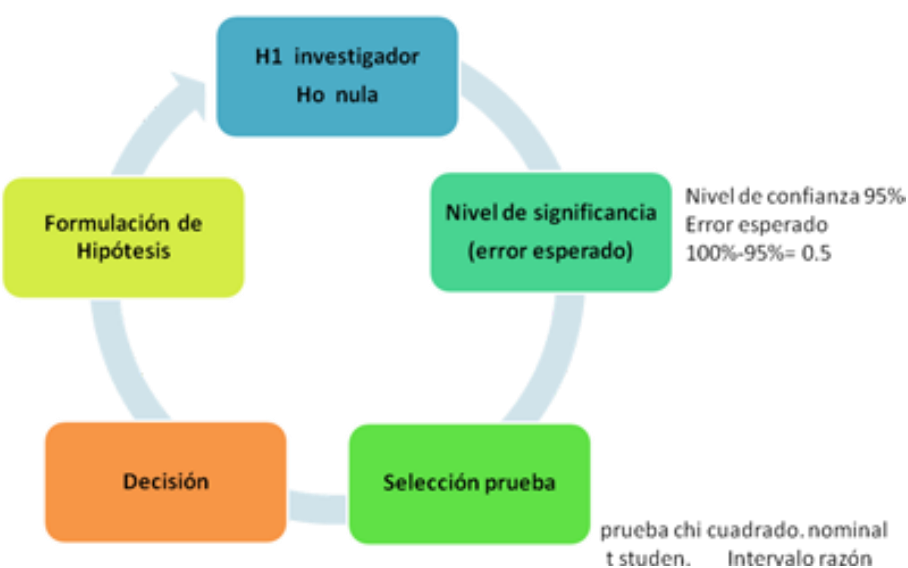 H1 investigador
Ho nula
Nivel de significancia
(error esperado)
Nivel de confianza 95%
Error esperado
100%-95%= 0.5
Formulación de
Hipótesis
Decisión
Selección prueba
prueba chi cuadrado. nominal
t studen. Intervalo razón